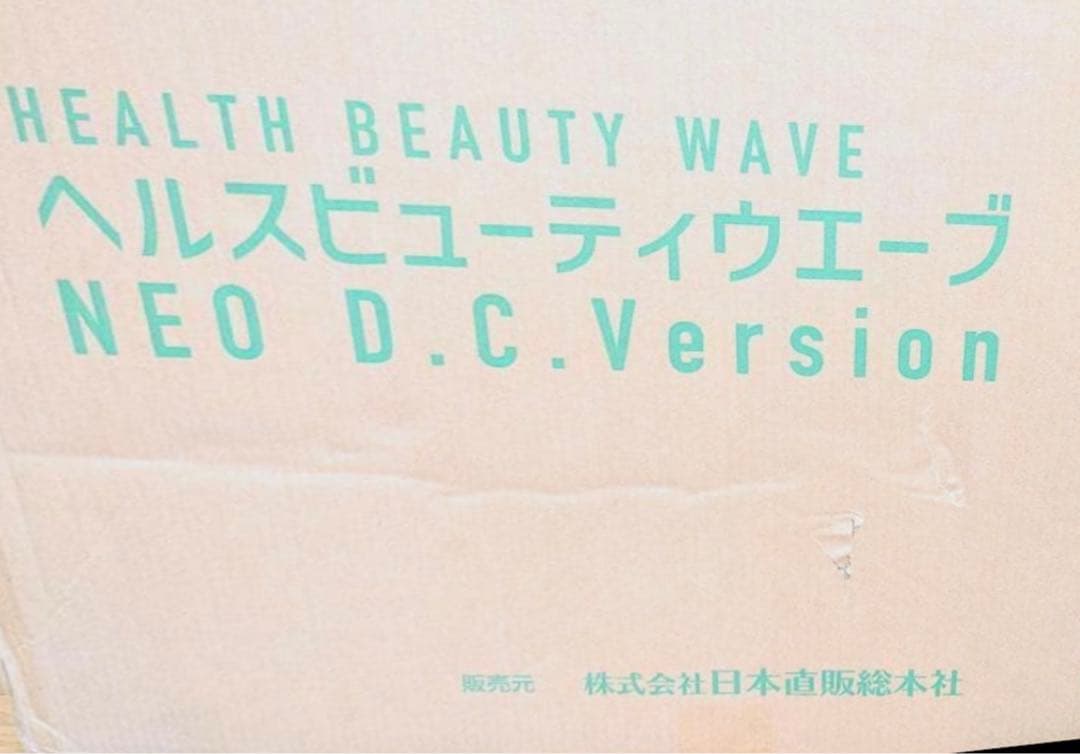 HEALTH BEAUTY WAVE
ヘルスビューティウエーブ
NEO D.C.Version
販売元 株式会社日本直販総本社